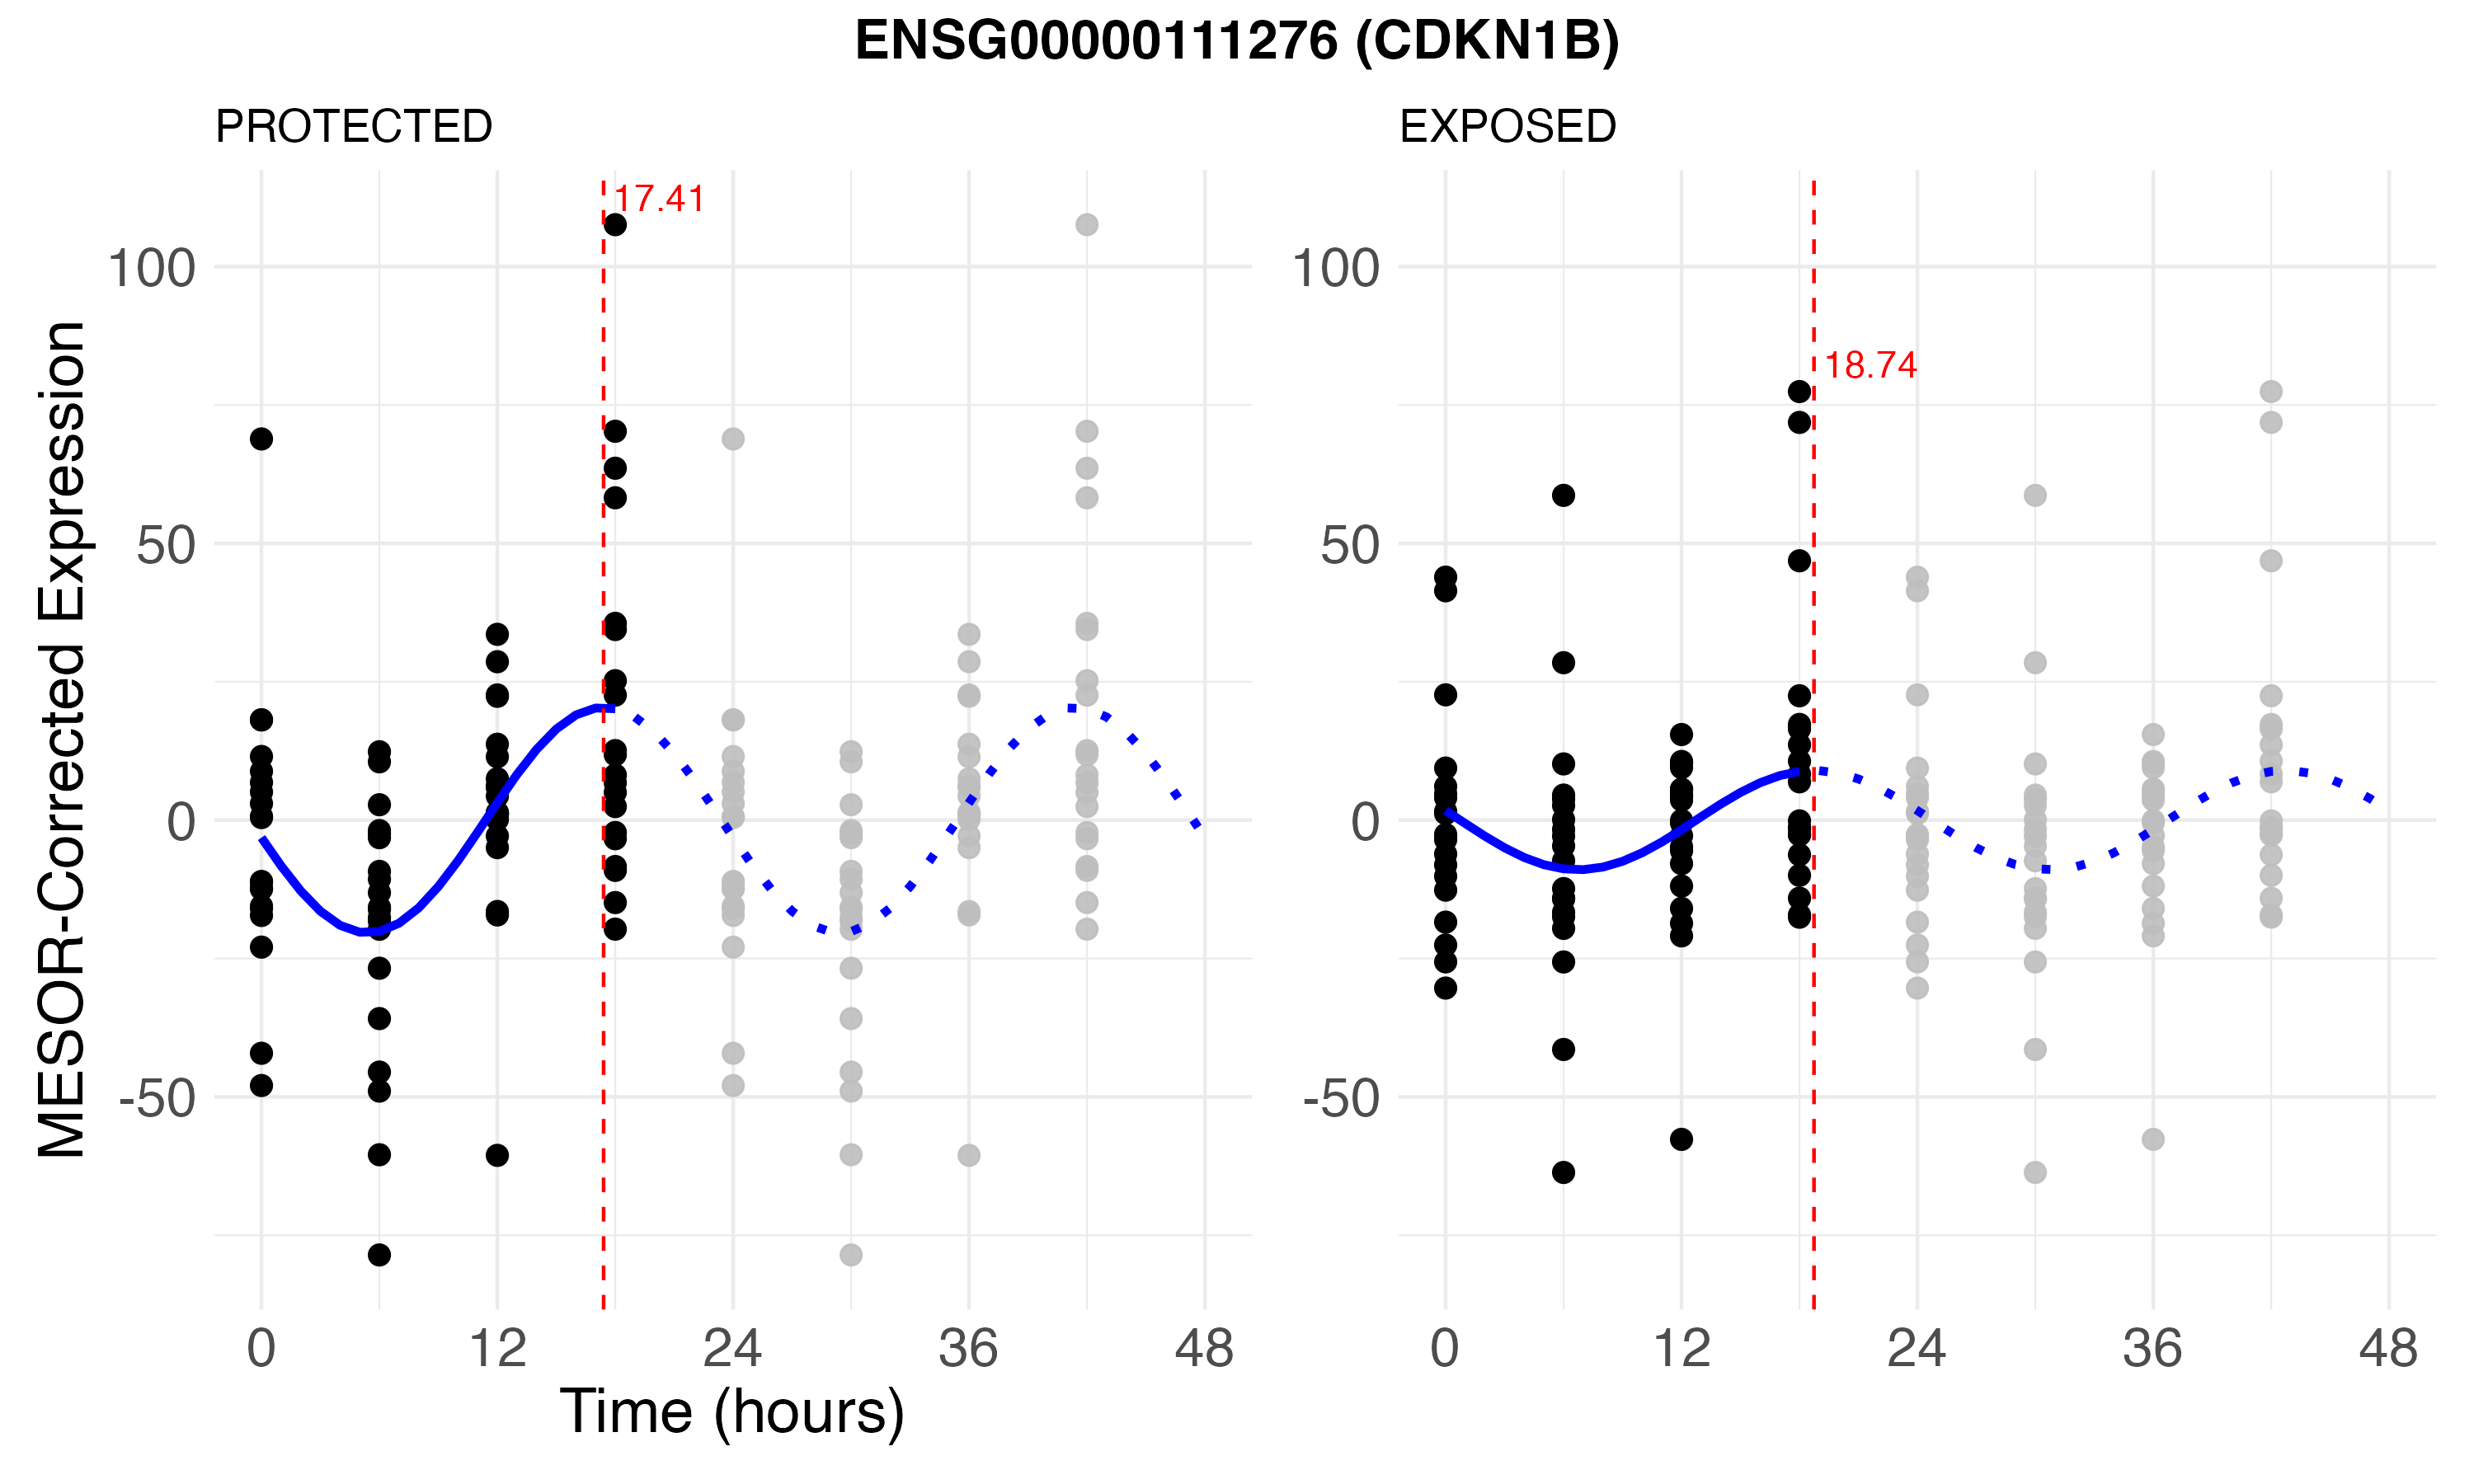 ENSG00000111276 (CDKN1B)
PROTECTED
EXPOSED
MESOR-Corrected Expression
17.41
18.74
100
50
0
-50
100
50
0
-50
0 12 24 36 48
0 12 24 36 48
Time (hours)